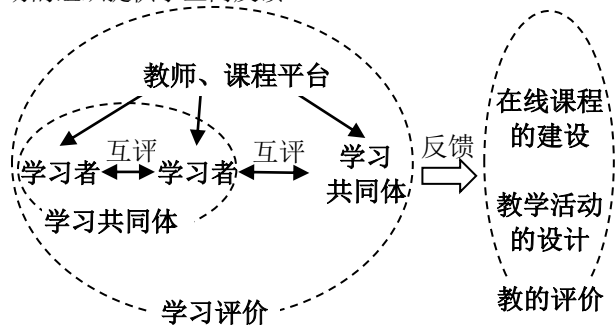 教师、课程平台
在线课程
的建设
互评
互评
学习
反馈
学习者
学习者
共同体
学习共同体
教学活动
的设计
学习评价
教的评价